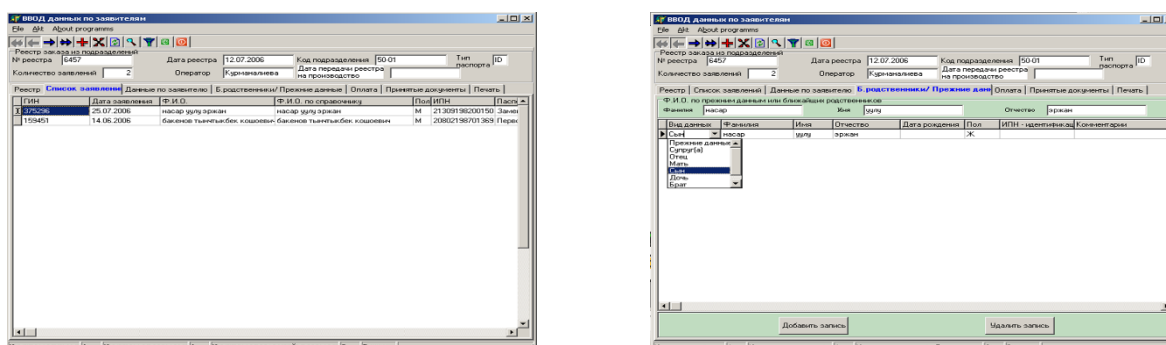 ВВОД данных по заявителям
File Akt About programms
Реестр заказа из подразделений
№ реестра 6457 Дата реестра 12.07.2006 Код подразделения 50-01 Тип паспорта ID
Количество заявлений 2 Оператор Курманалиева Дата передачи реестра на производство
Реестр Список заявлений Данные по заявителю Б.родственники/ Прежние данные Оплата Принятые документы Печать
ГИН Дата заявления Ф.И.О. Ф.И.О. по справочнику Пол ИПН
375296 25.07.2006 насар уулу эржан насар уулу эржан М 21309198200150
159451 14.06.2006 бакенов тынчтыкбек кошоевич бакенов тынчтыкбек кошоевич М 20802198701369
ВВОД данных по заявителям
File Akt About programms
Реестр заказа из подразделений
№ реестра 6457 Дата реестра 12.07.2006 Код подразделения 50-01 Тип паспорта ID
Количество заявлений 2 Оператор Курманалиева Дата передачи реестра на производство
Реестр Список заявлений Данные по заявителю Б.родственники/ Прежние дан Оплата Принятые документы Печать
Ф.И.О. по прежним данным или ближайших родственников
Фамилия насар Имя уулу Отчество эржан
Вид данных Фамилия Имя Отчество Дата рождения Пол ИПН - идентификац Комментарии
Сын насар уулу эржан Ж
Прежние данные
Супруг(а)
Отец
Мать
Сын
Дочь
Брат
Добавить запись Удалить запись